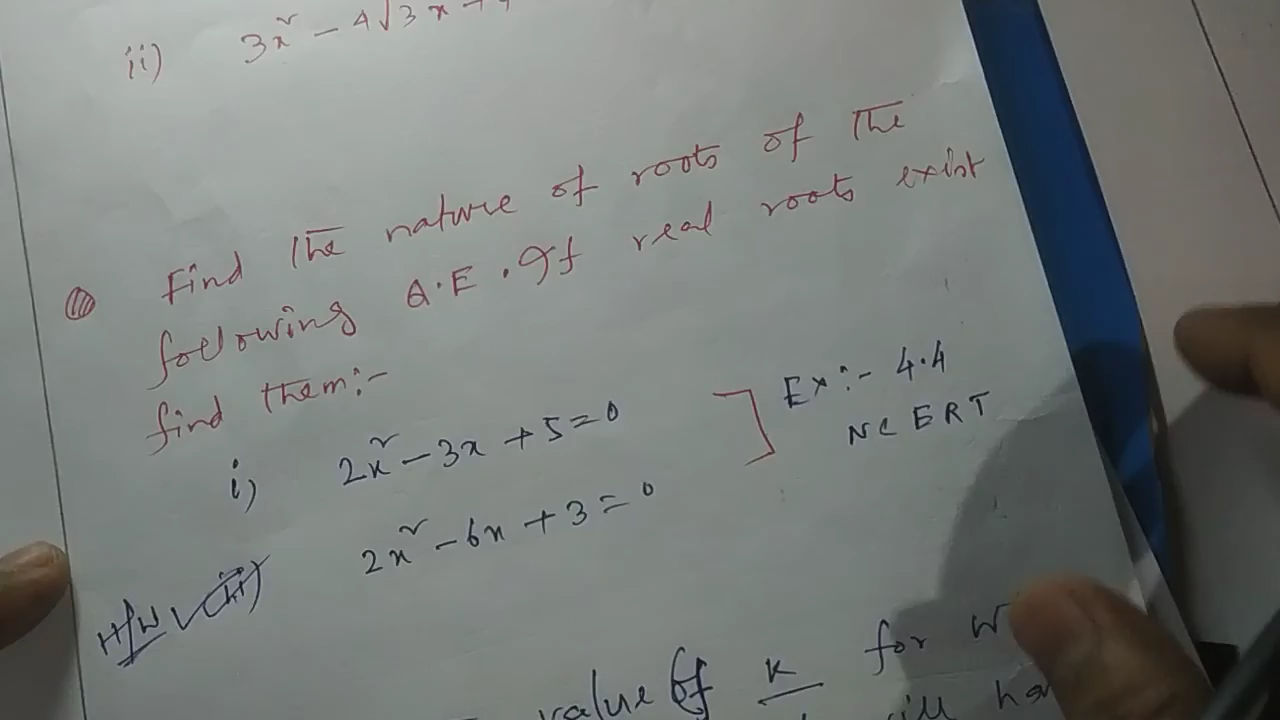 ii) 3x² - 4√3 x +
Find the nature of roots of the
following Q.E. If real roots exist
find them:-
i) 2x² - 3x + 5 = 0
Ex:- 4.4
NCERT
H/W (ii) 2x² - 6x + 3 = 0
value of K for